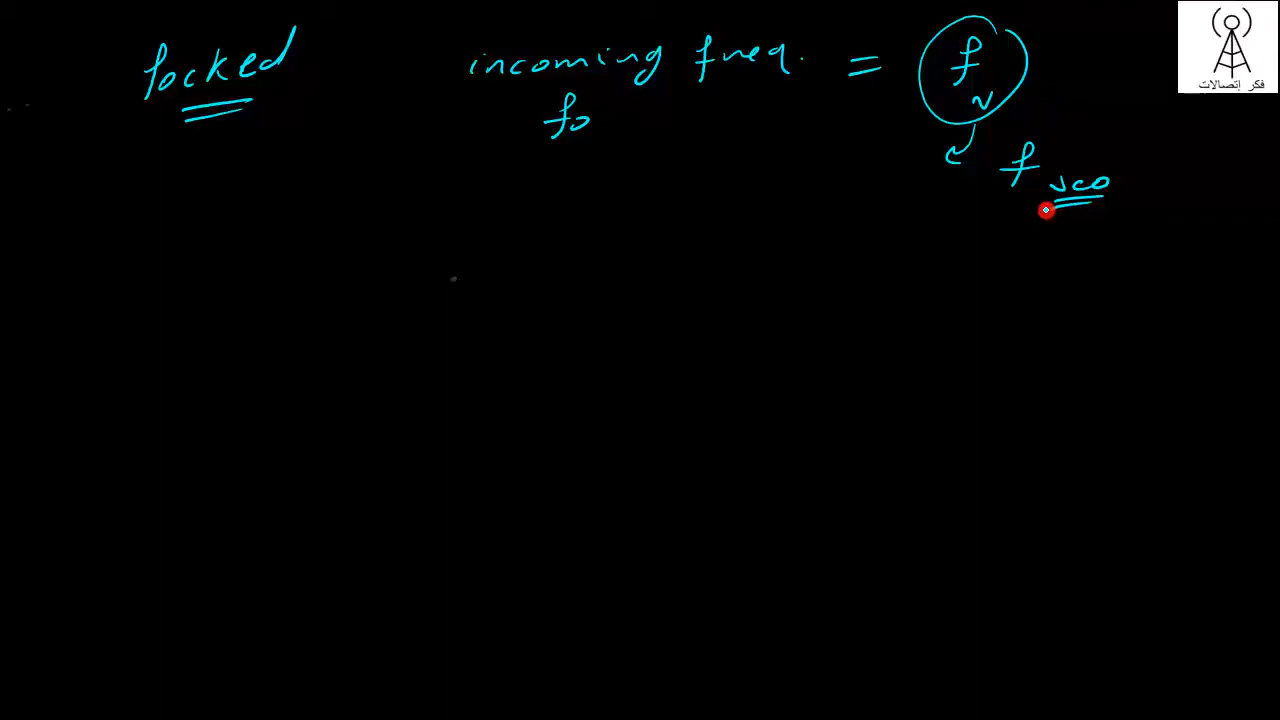 locked
incoming freq. = f v
fo
f vco
فكر إتصالات